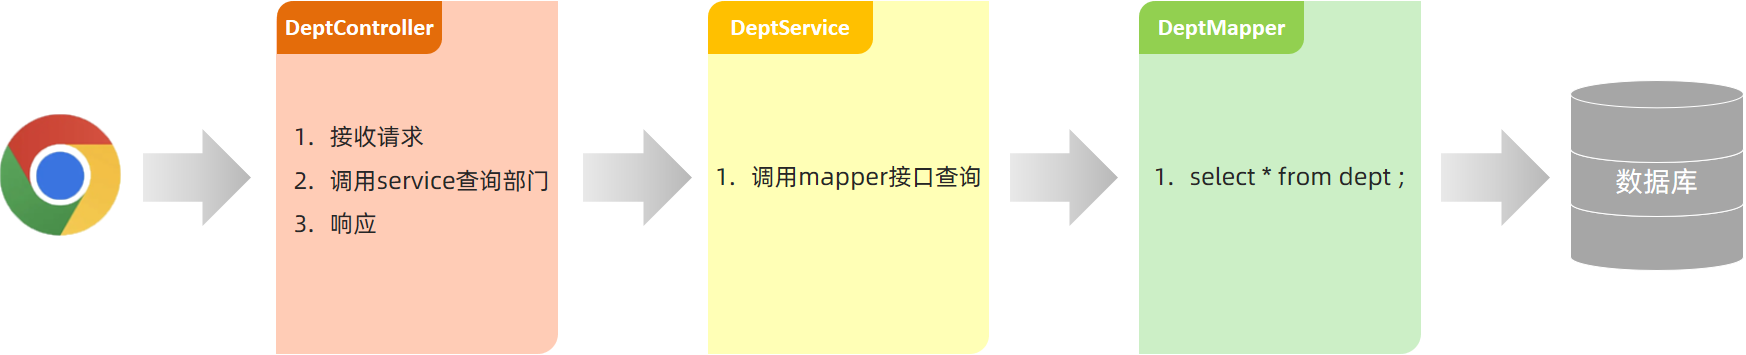 DeptController
1. 接收请求
2. 调用service查询部门
3. 响应
DeptService
1. 调用mapper接口查询
DeptMapper
1. select * from dept ;
数据库